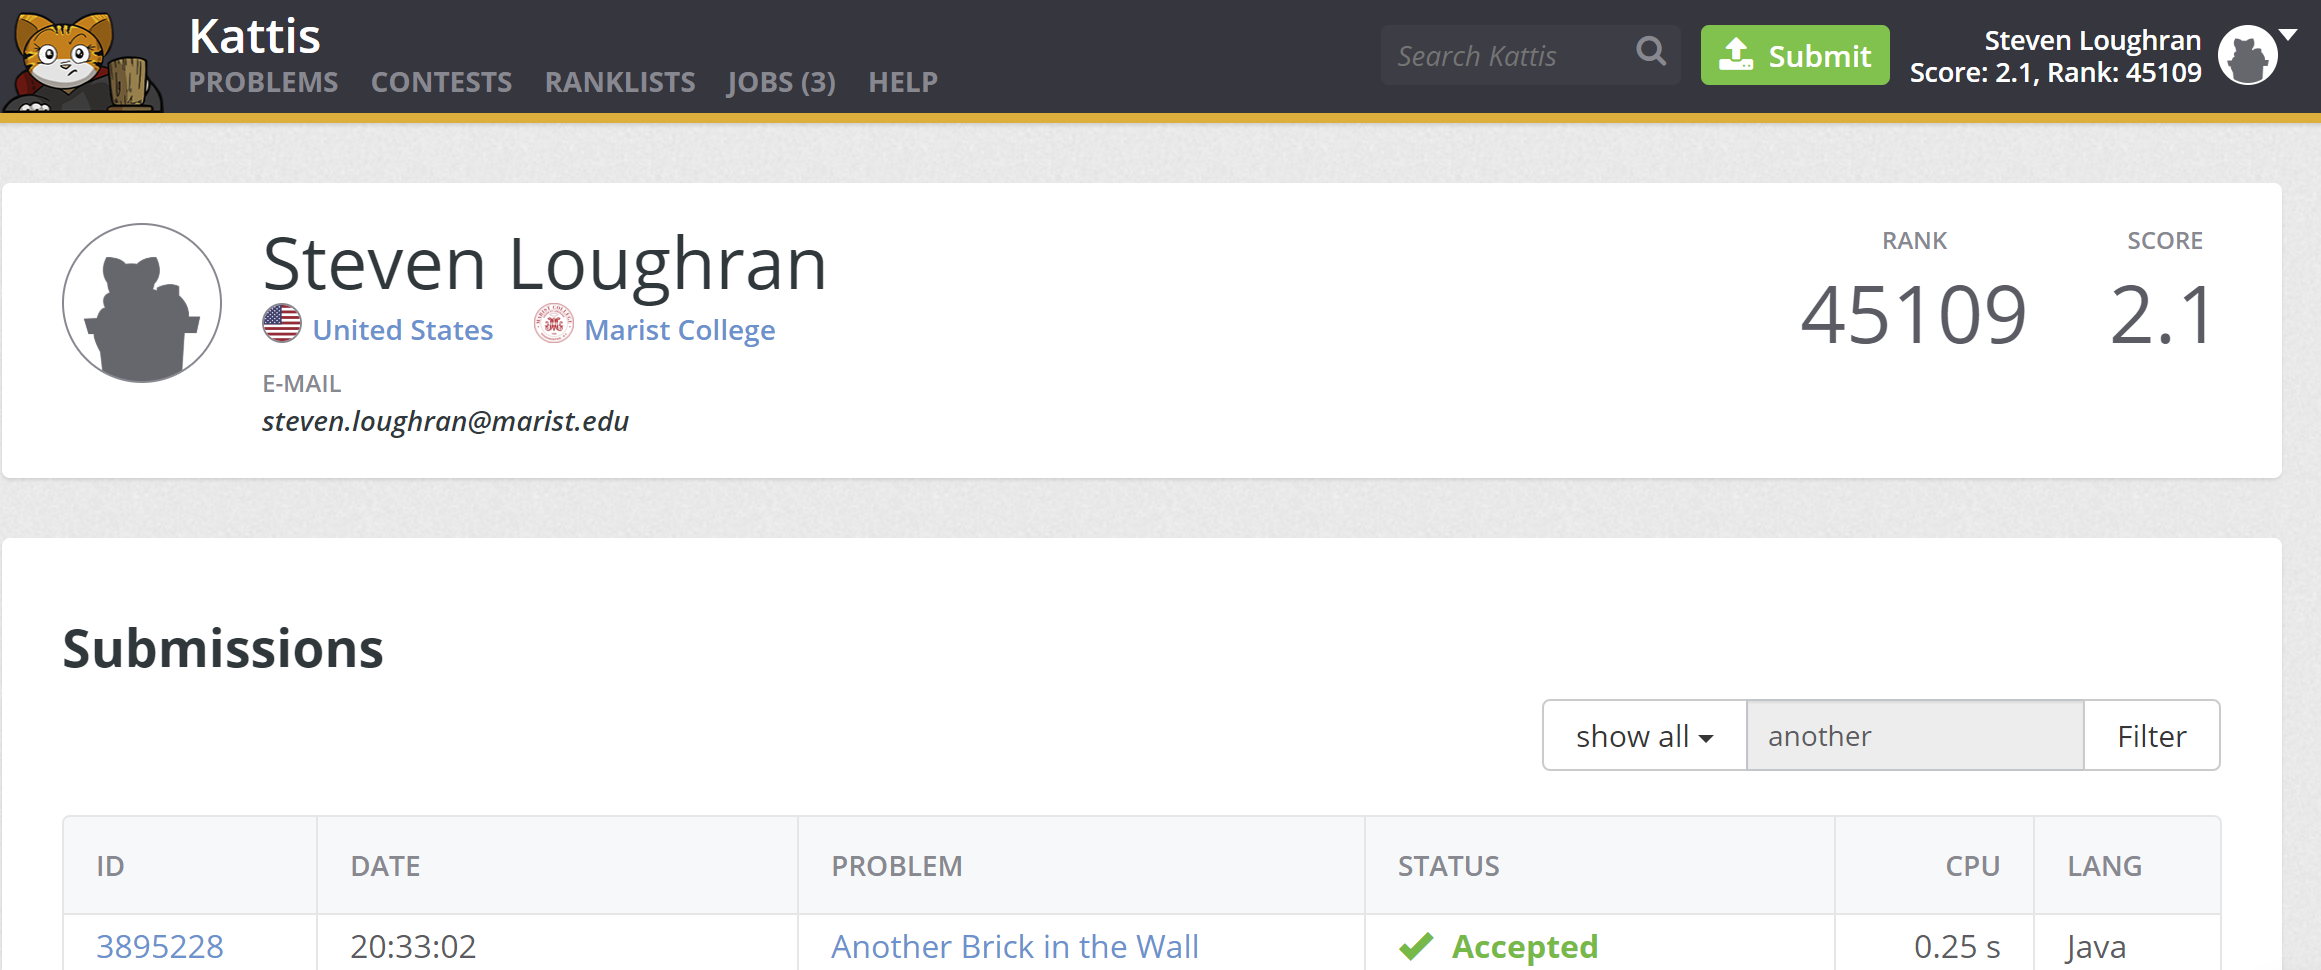 Kattis
PROBLEMS CONTESTS RANKLISTS JOBS (3) HELP
Search Kattis
Submit
Steven Loughran
Score: 2.1, Rank: 45109
Steven Loughran
United States Marist College
E-MAIL
steven.loughran@marist.edu
RANK SCORE
45109 2.1
Submissions
show all another Filter
ID DATE PROBLEM STATUS CPU LANG
3895228 20:33:02 Another Brick in the Wall Accepted 0.25 s Java